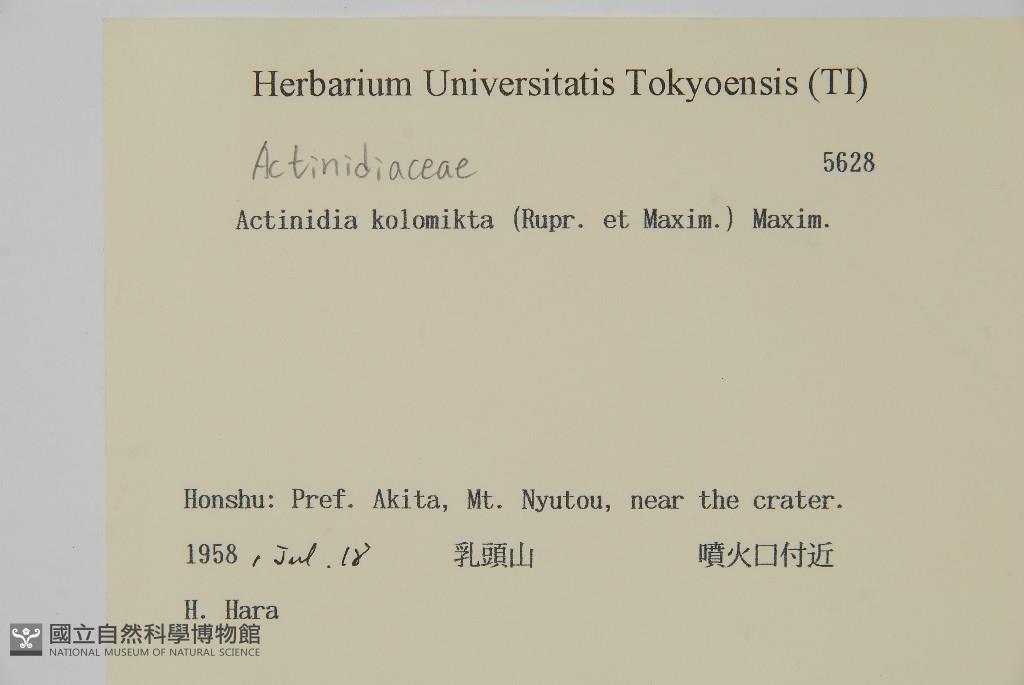 Herbarium Universitatis Tokyoensis (TI)
Actinidiaceae 5628
Actinidia kolomikta (Rupr. et Maxim.) Maxim.
Honshu: Pref. Akita, Mt. Nyutou, near the crater.
1958, Jul. 18 乳頭山 噴火口付近
H. Hara
國立自然科學博物館
NATIONAL MUSEUM OF NATURAL SCIENCE